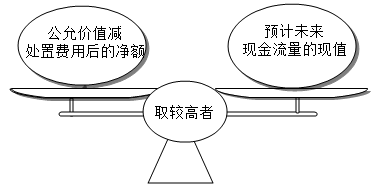 公允价值减
处置费用后的净额
预计未来
现金流量的现值
取较高者